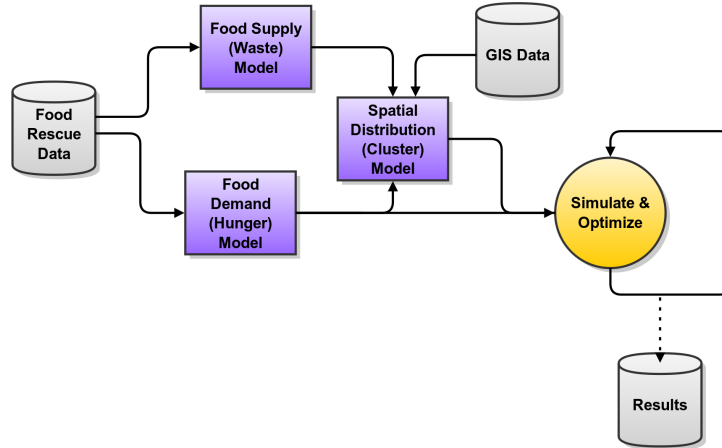 Food Supply
(Waste)
Model
GIS Data
Food
Rescue
Data
Spatial
Distribution
(Cluster)
Model
Food
Demand
(Hunger)
Model
Simulate &
Optimize
Results